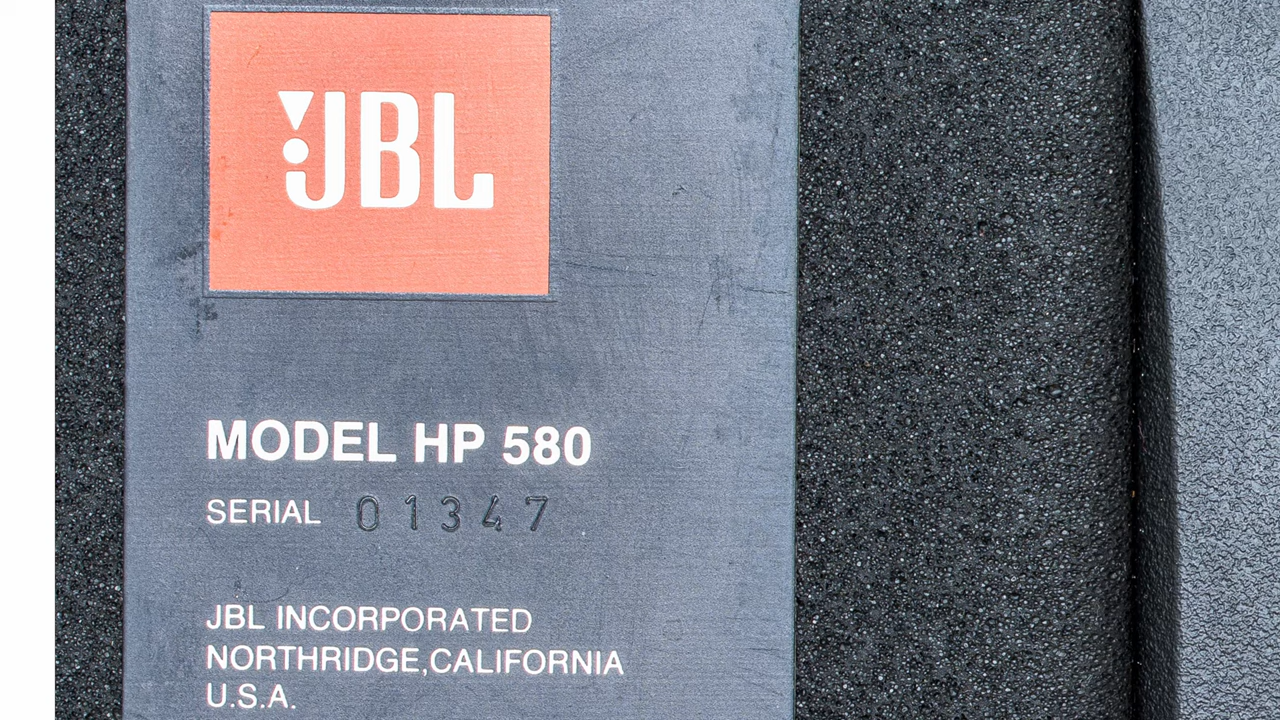 JBL
MODEL HP 580
SERIAL 01347
JBL INCORPORATED
NORTHRIDGE,CALIFORNIA
U.S.A.